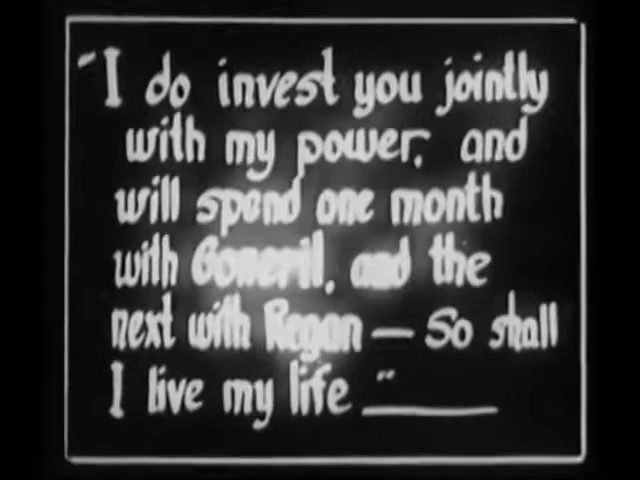 "I do invest you jointly
with my power, and
will spend one month
with Goneril, and the
next with Regan — So shall
I live my life "